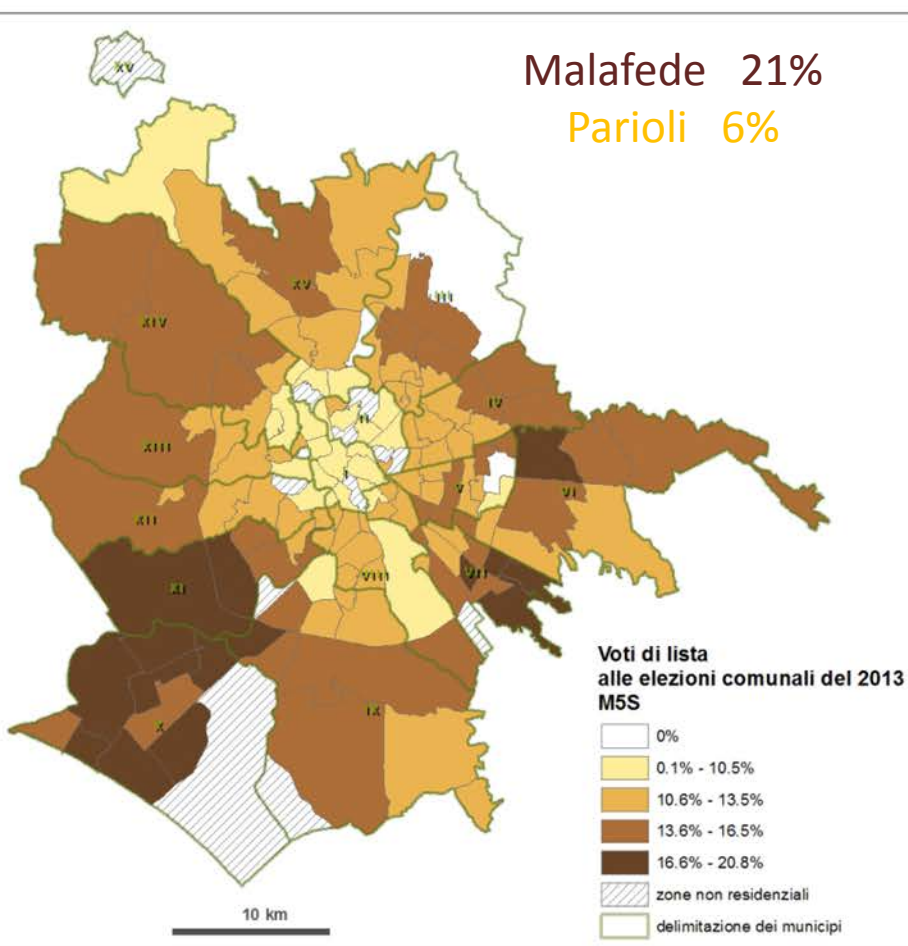 Malafede 21%
Parioli 6%
XV
XV
III
XIV
IV
II
XIII
I
V
VI
XII
VII
VIII
XI
IX
X
Voti di lista
alle elezioni comunali del 2013
M5S
0%
0.1% - 10.5%
10.6% - 13.5%
13.6% - 16.5%
16.6% - 20.8%
zone non residenziali
delimitazione dei municipi
10 km